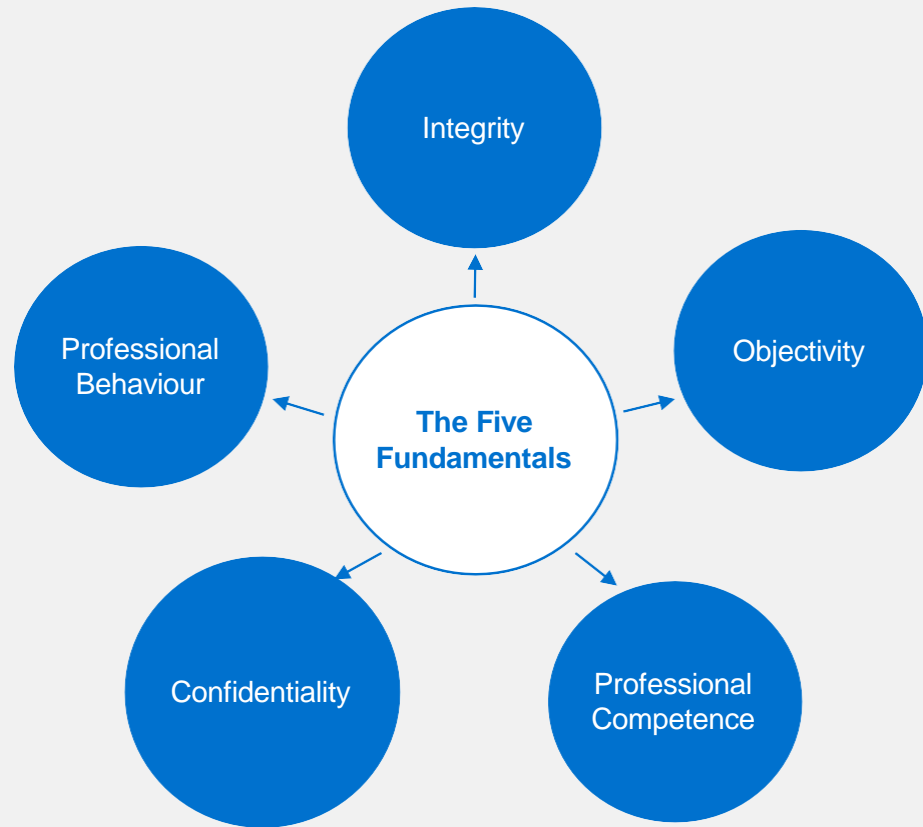 Integrity
Professional
Behaviour
Objectivity
The Five
Fundamentals
Confidentiality
Professional
Competence